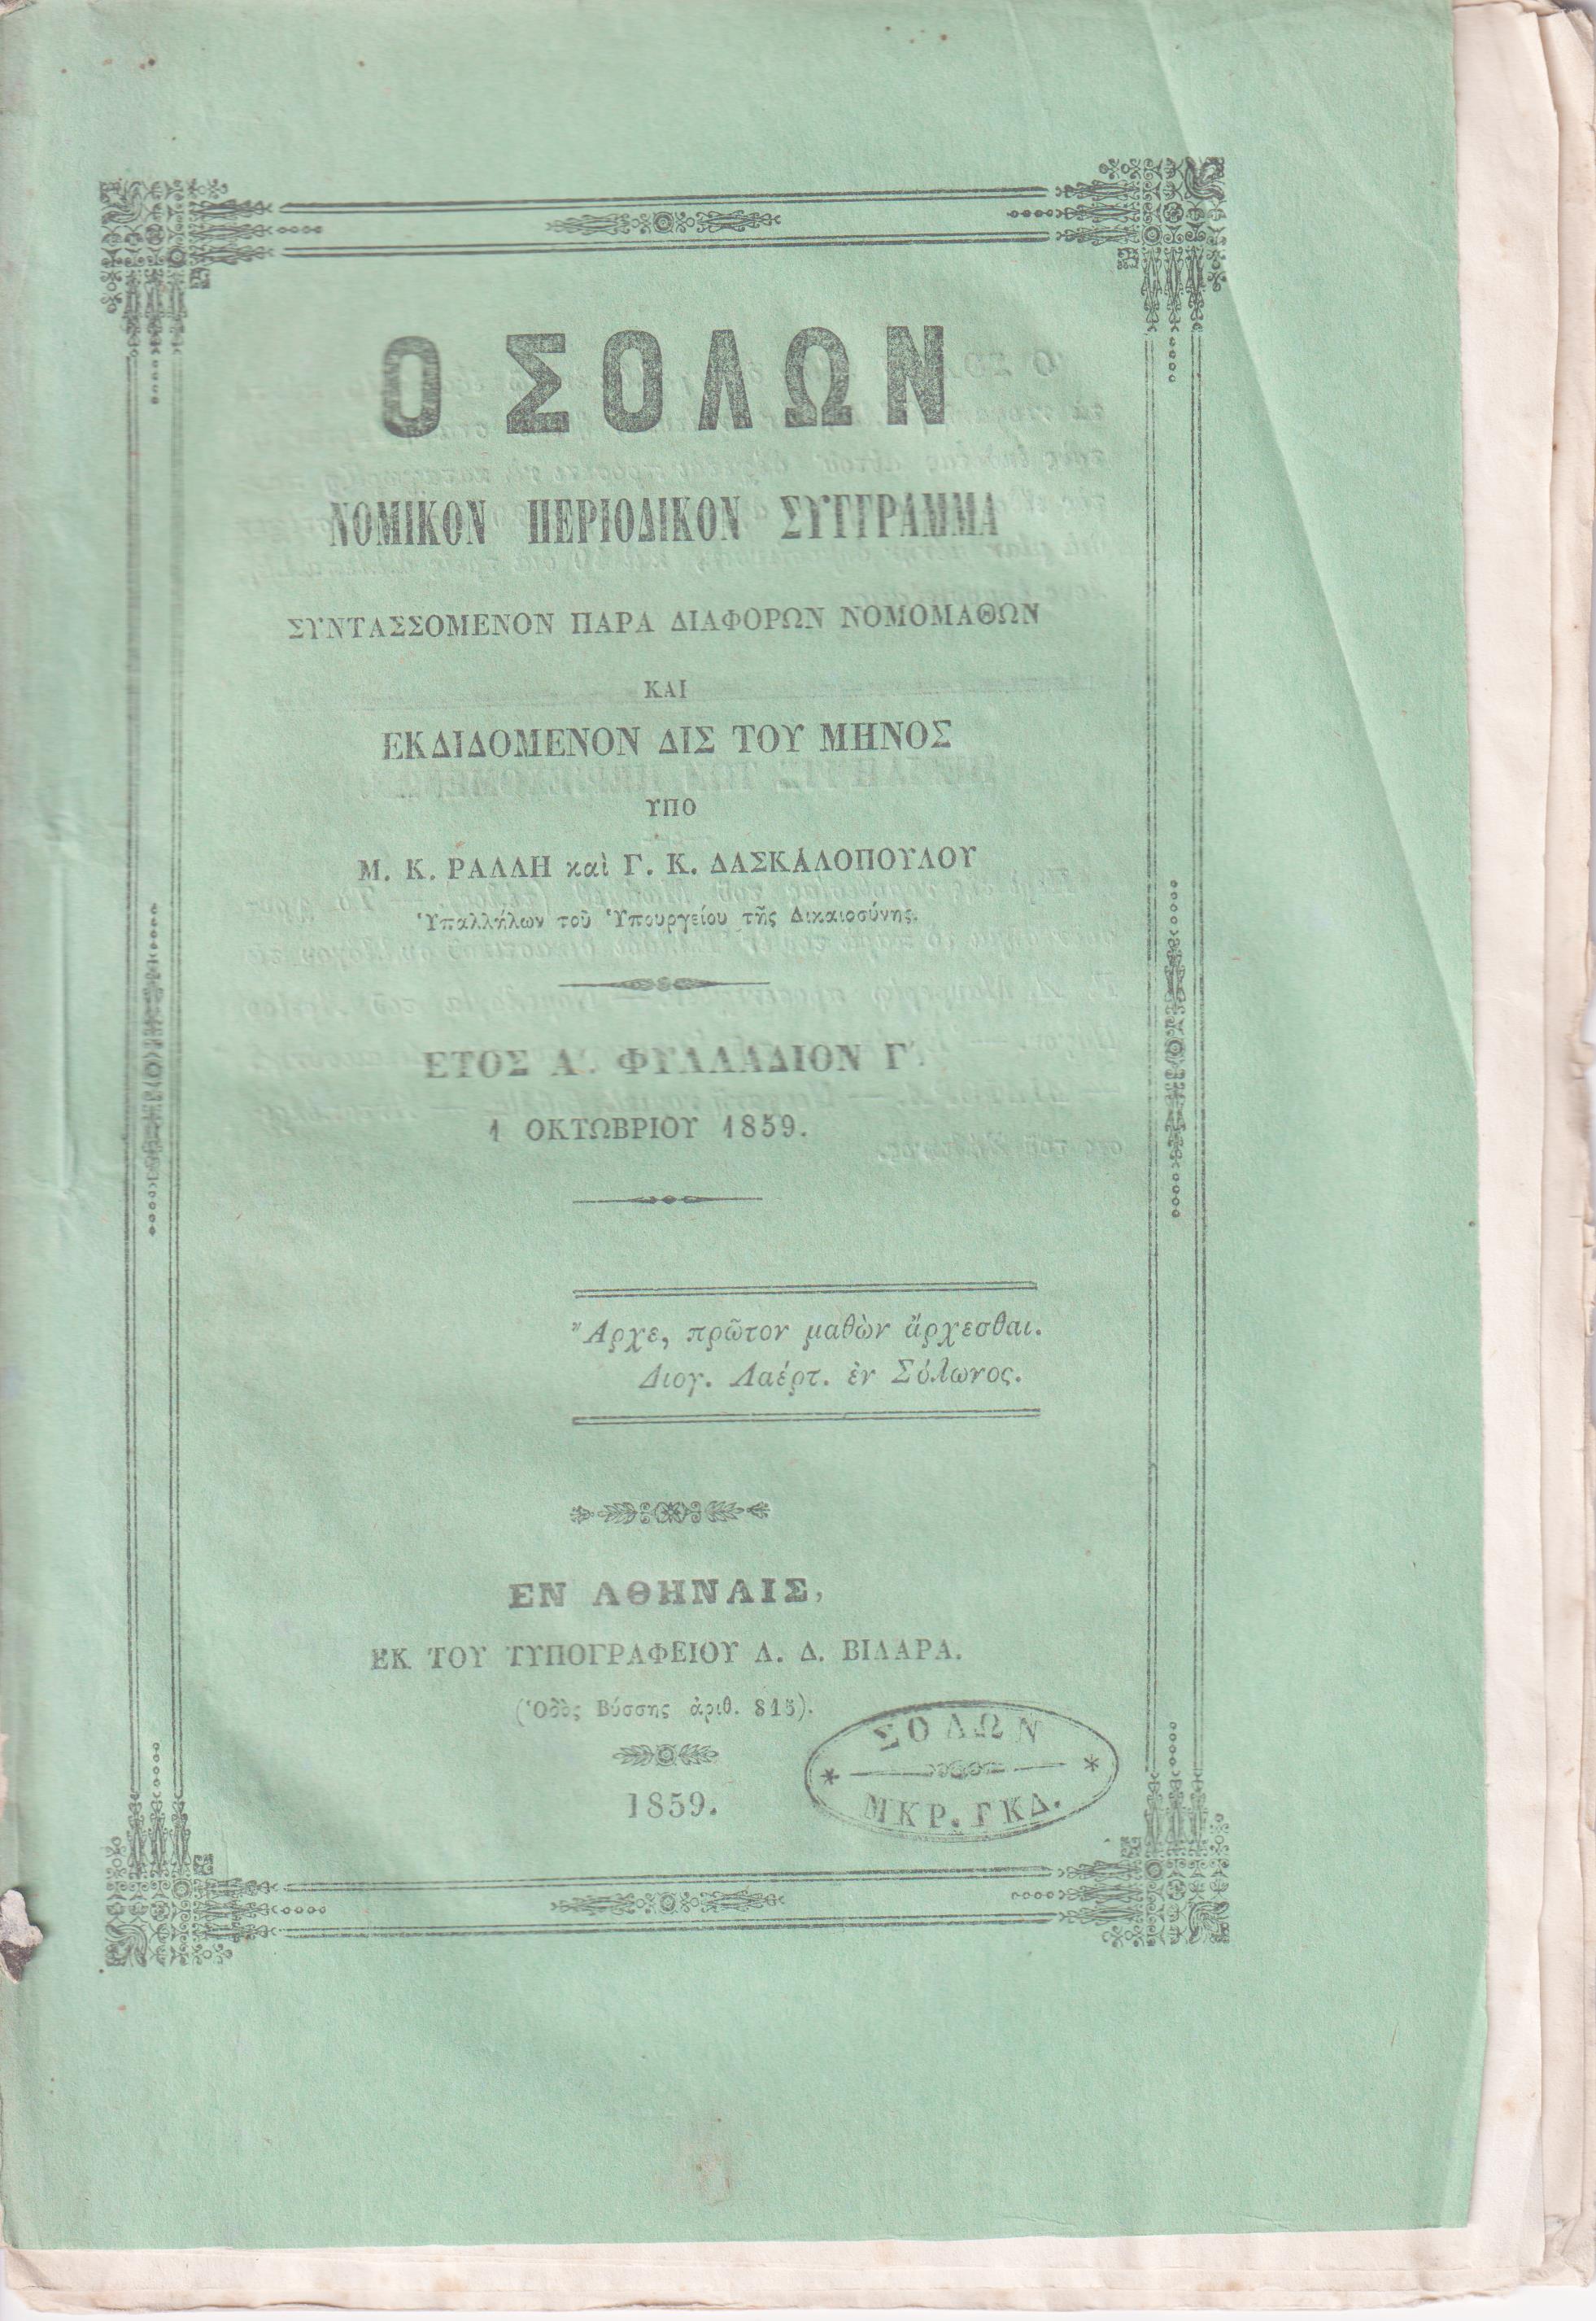 Ο ΣΟΛΩΝ
ΝΟΜΙΚΟΝ ΠΕΡΙΟΔΙΚΟΝ ΣΥΓΓΡΑΜΜΑ
ΣΥΝΤΑΣΣΟΜΕΝΟΝ ΠΑΡΑ ΔΙΑΦΟΡΩΝ ΝΟΜΟΜΑΘΩΝ
ΚΑΙ
ΕΚΔΙΔΟΜΕΝΟΝ ΔΙΣ ΤΟΥ ΜΗΝΟΣ
ΥΠΟ
Μ. Κ. ΡΑΛΛΗ καὶ Γ. Κ. ΔΑΣΚΑΛΟΠΟΥΛΟΥ
Ὑπαλλήλων τοῦ Ὑπουργείου τῆς Δικαιοσύνης.
ΕΤΟΣ Α΄. ΦΥΛΛΑΔΙΟΝ Γ΄.
1 ΟΚΤΩΒΡΙΟΥ 1859.
Ἄρχε, πρῶτον μαθὼν ἄρχεσθαι.
Διογ. Λαέρτ. ἐν Σόλωνος.
ΕΝ ΑΘΗΝΑΙΣ,
ΕΚ ΤΟΥ ΤΥΠΟΓΡΑΦΕΙΟΥ Λ. Δ. ΒΙΛΑΡΑ.
(Ὁδὸς Βύσσης ἀριθ. 815).
ΣΟΛΩΝ
* *
ΜΚΡ. ΓΚΔ.
1859.